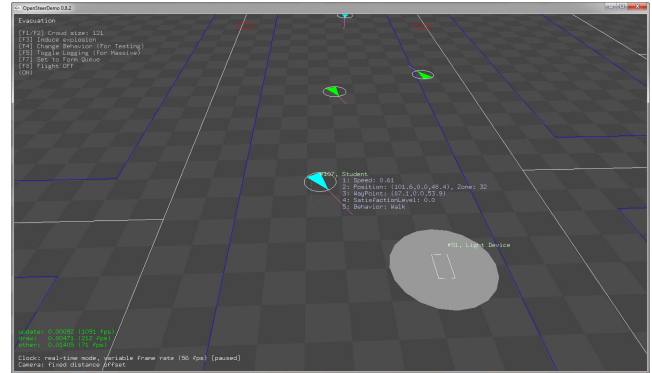 OpenSteerDemo 0.8.2
Evacuation
[F1/F2] Crowd size: 121
[F3] Induce explosion
[F4] Change Behavior (For Testing)
[F5] Toggle Logging (For Massive)
[F7] Set to Form Queue
[F8] Flight OFF
(ON)
#107, Student
1: Speed: 0.61
2: Position: (101.6,0.0,46.4), Zone: 32
3: WayPoint: (87.1,0.0,53.9)
4: SatisfactionLevel: 0.0
5: Behavior: Walk
#51, Light Device
update: 0.00092 (1091 fps)
draw: 0.00471 (212 fps)
other: 0.01405 (71 fps)
Clock: real-time mode, variable frame rate (56 fps) [paused]
Camera: fixed distance offset